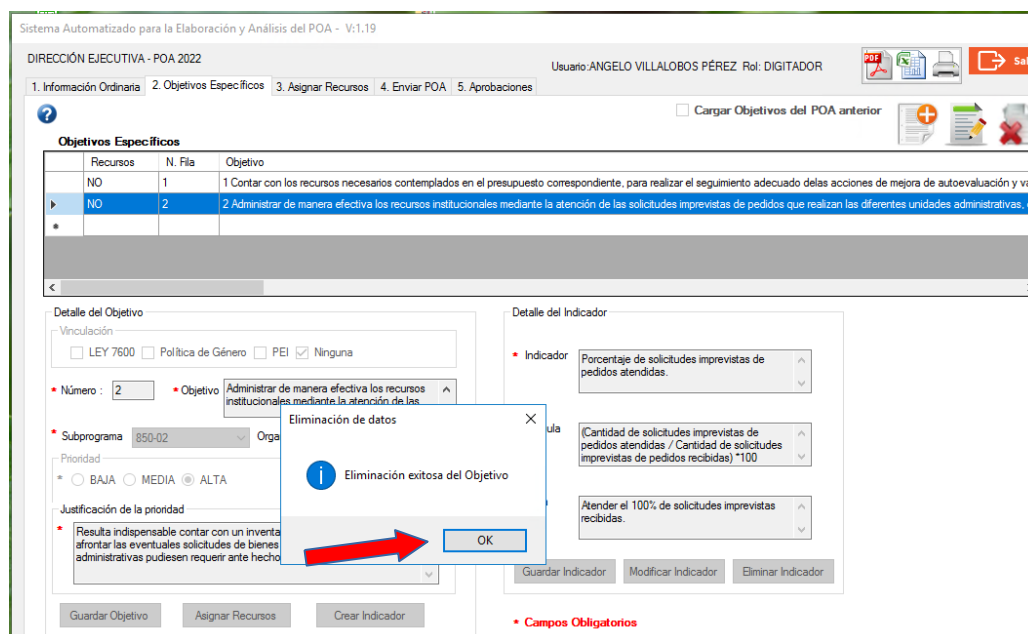 Sistema Automatizado para la Elaboración y Análisis del POA - V:1.19
DIRECCIÓN EJECUTIVA - POA 2022
Usuario:ANGELO VILLALOBOS PÉREZ Rol: DIGITADOR
PDF
Sal
1. Información Ordinaria 2. Objetivos Específicos 3. Asignar Recursos 4. Enviar POA 5. Aprobaciones
Cargar Objetivos del POA anterior
Objetivos Específicos
Recursos N. Fila Objetivo
NO 1 1 Contar con los recursos necesarios contemplados en el presupuesto correspondiente, para realizar el seguimiento adecuado delas acciones de mejora de autoevaluación y va
NO 2 2 Administrar de manera efectiva los recursos institucionales mediante la atención de las solicitudes imprevistas de pedidos que realizan las diferentes unidades administrativas,
Detalle del Objetivo
Vinculación
LEY 7600 Política de Género PEI Ninguna
* Número : 2
* Objetivo Administrar de manera efectiva los recursos
institucionales mediante la atención de las
* Subprograma 850-02 Orga
Prioridad
* BAJA MEDIA ALTA
Justificación de la prioridad
* Resulta indispensable contar con un inventa
afrontar las eventuales solicitudes de bienes
administrativas pudiesen requerir ante hecho
Guardar Objetivo Asignar Recursos Crear Indicador
Eliminación de datos
Eliminación exitosa del Objetivo
OK
Detalle del Indicador
* Indicador Porcentaje de solicitudes imprevistas de
pedidos atendidas.
ula (Cantidad de solicitudes imprevistas de
pedidos atendidas / Cantidad de solicitudes
imprevistas de pedidos recibidas) *100
Atender el 100% de solicitudes imprevistas
recibidas.
Guardar Indicador Modificar Indicador Eliminar Indicador
* Campos Obligatorios